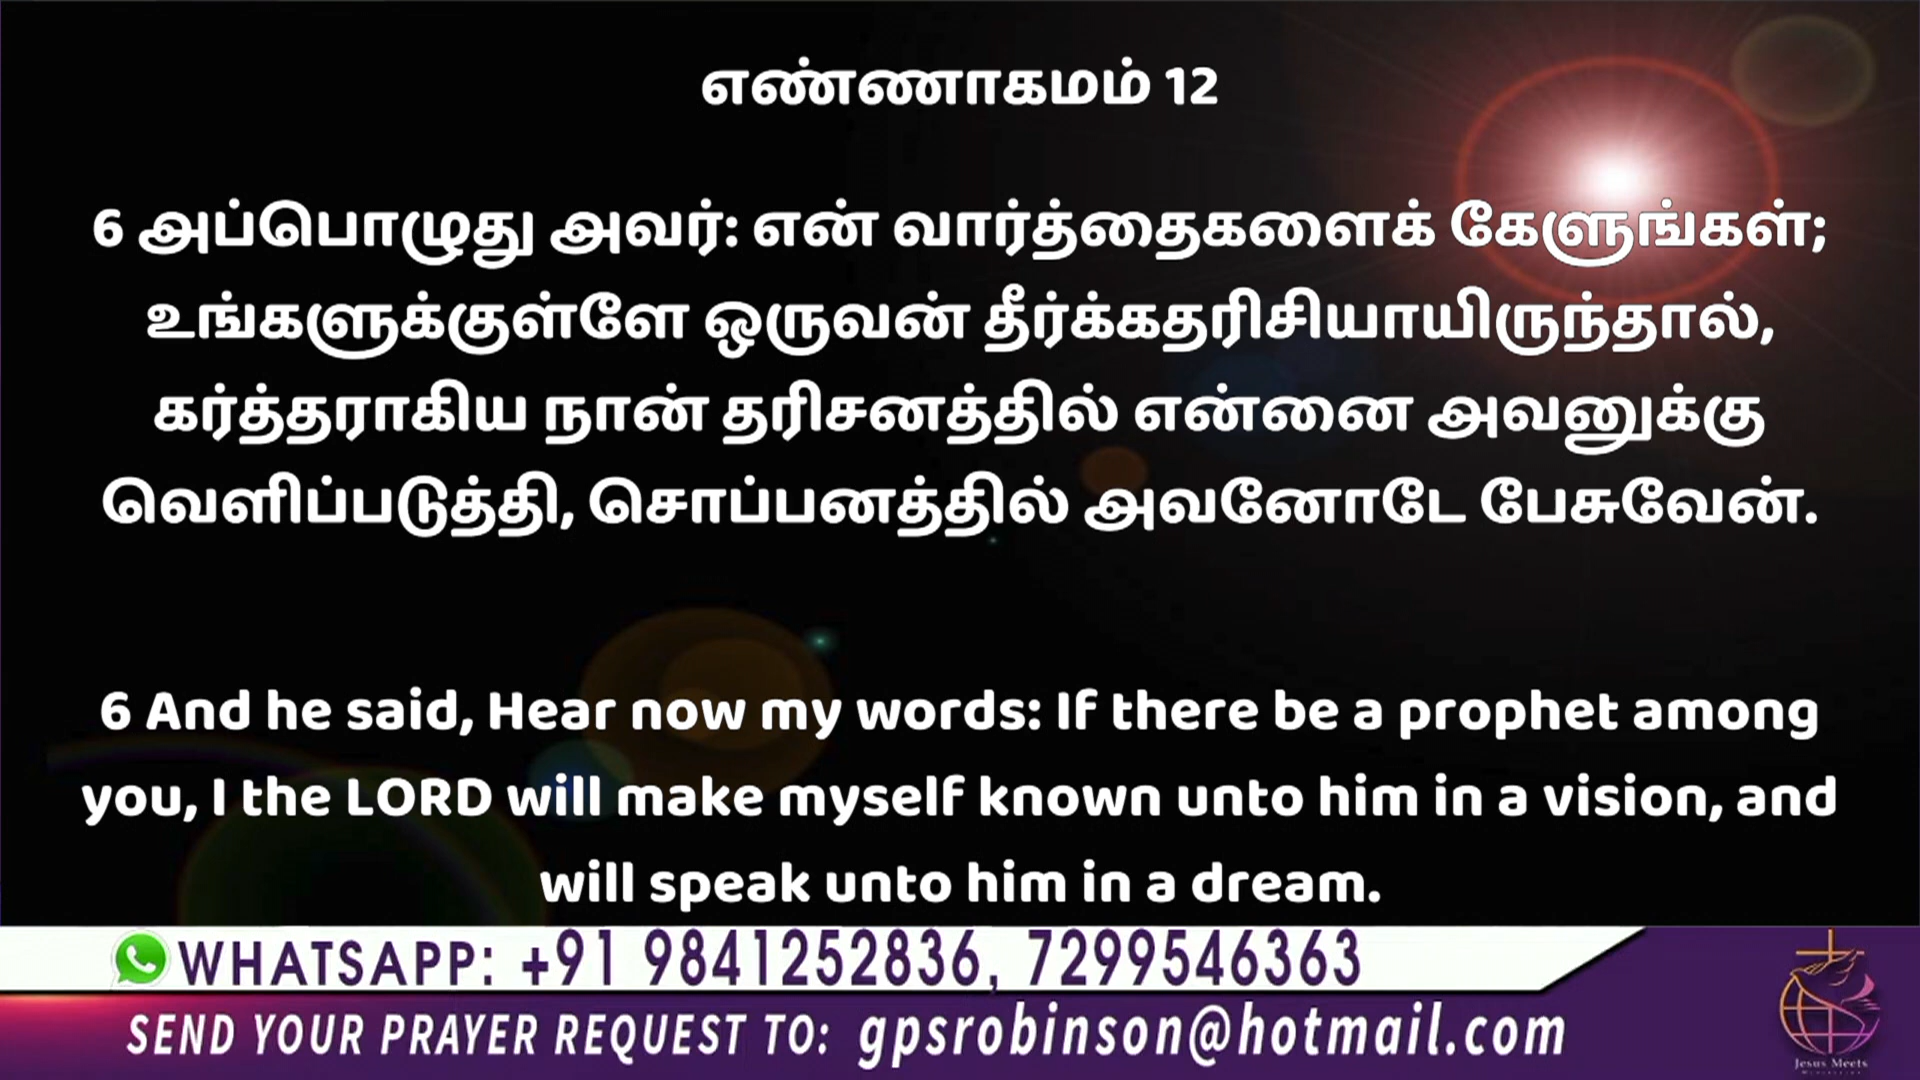 எண்ணாகமம் 12
6 அப்பொழுது அவர்: என் வார்த்தைகளைக் கேளுங்கள்;
உங்களுக்குள்ளே ஒருவன் தீர்க்கதரிசியாயிருந்தால்,
கர்த்தராகிய நான் தரிசனத்தில் என்னை அவனுக்கு
வெளிப்படுத்தி, சொப்பனத்தில் அவனோடே பேசுவேன்.
6 And he said, Hear now my words: If there be a prophet among
you, I the LORD will make myself known unto him in a vision, and
will speak unto him in a dream.
WHATSAPP: +91 9841252836, 7299546363
SEND YOUR PRAYER REQUEST TO: gpsrobinson@hotmail.com
Jesus Meets